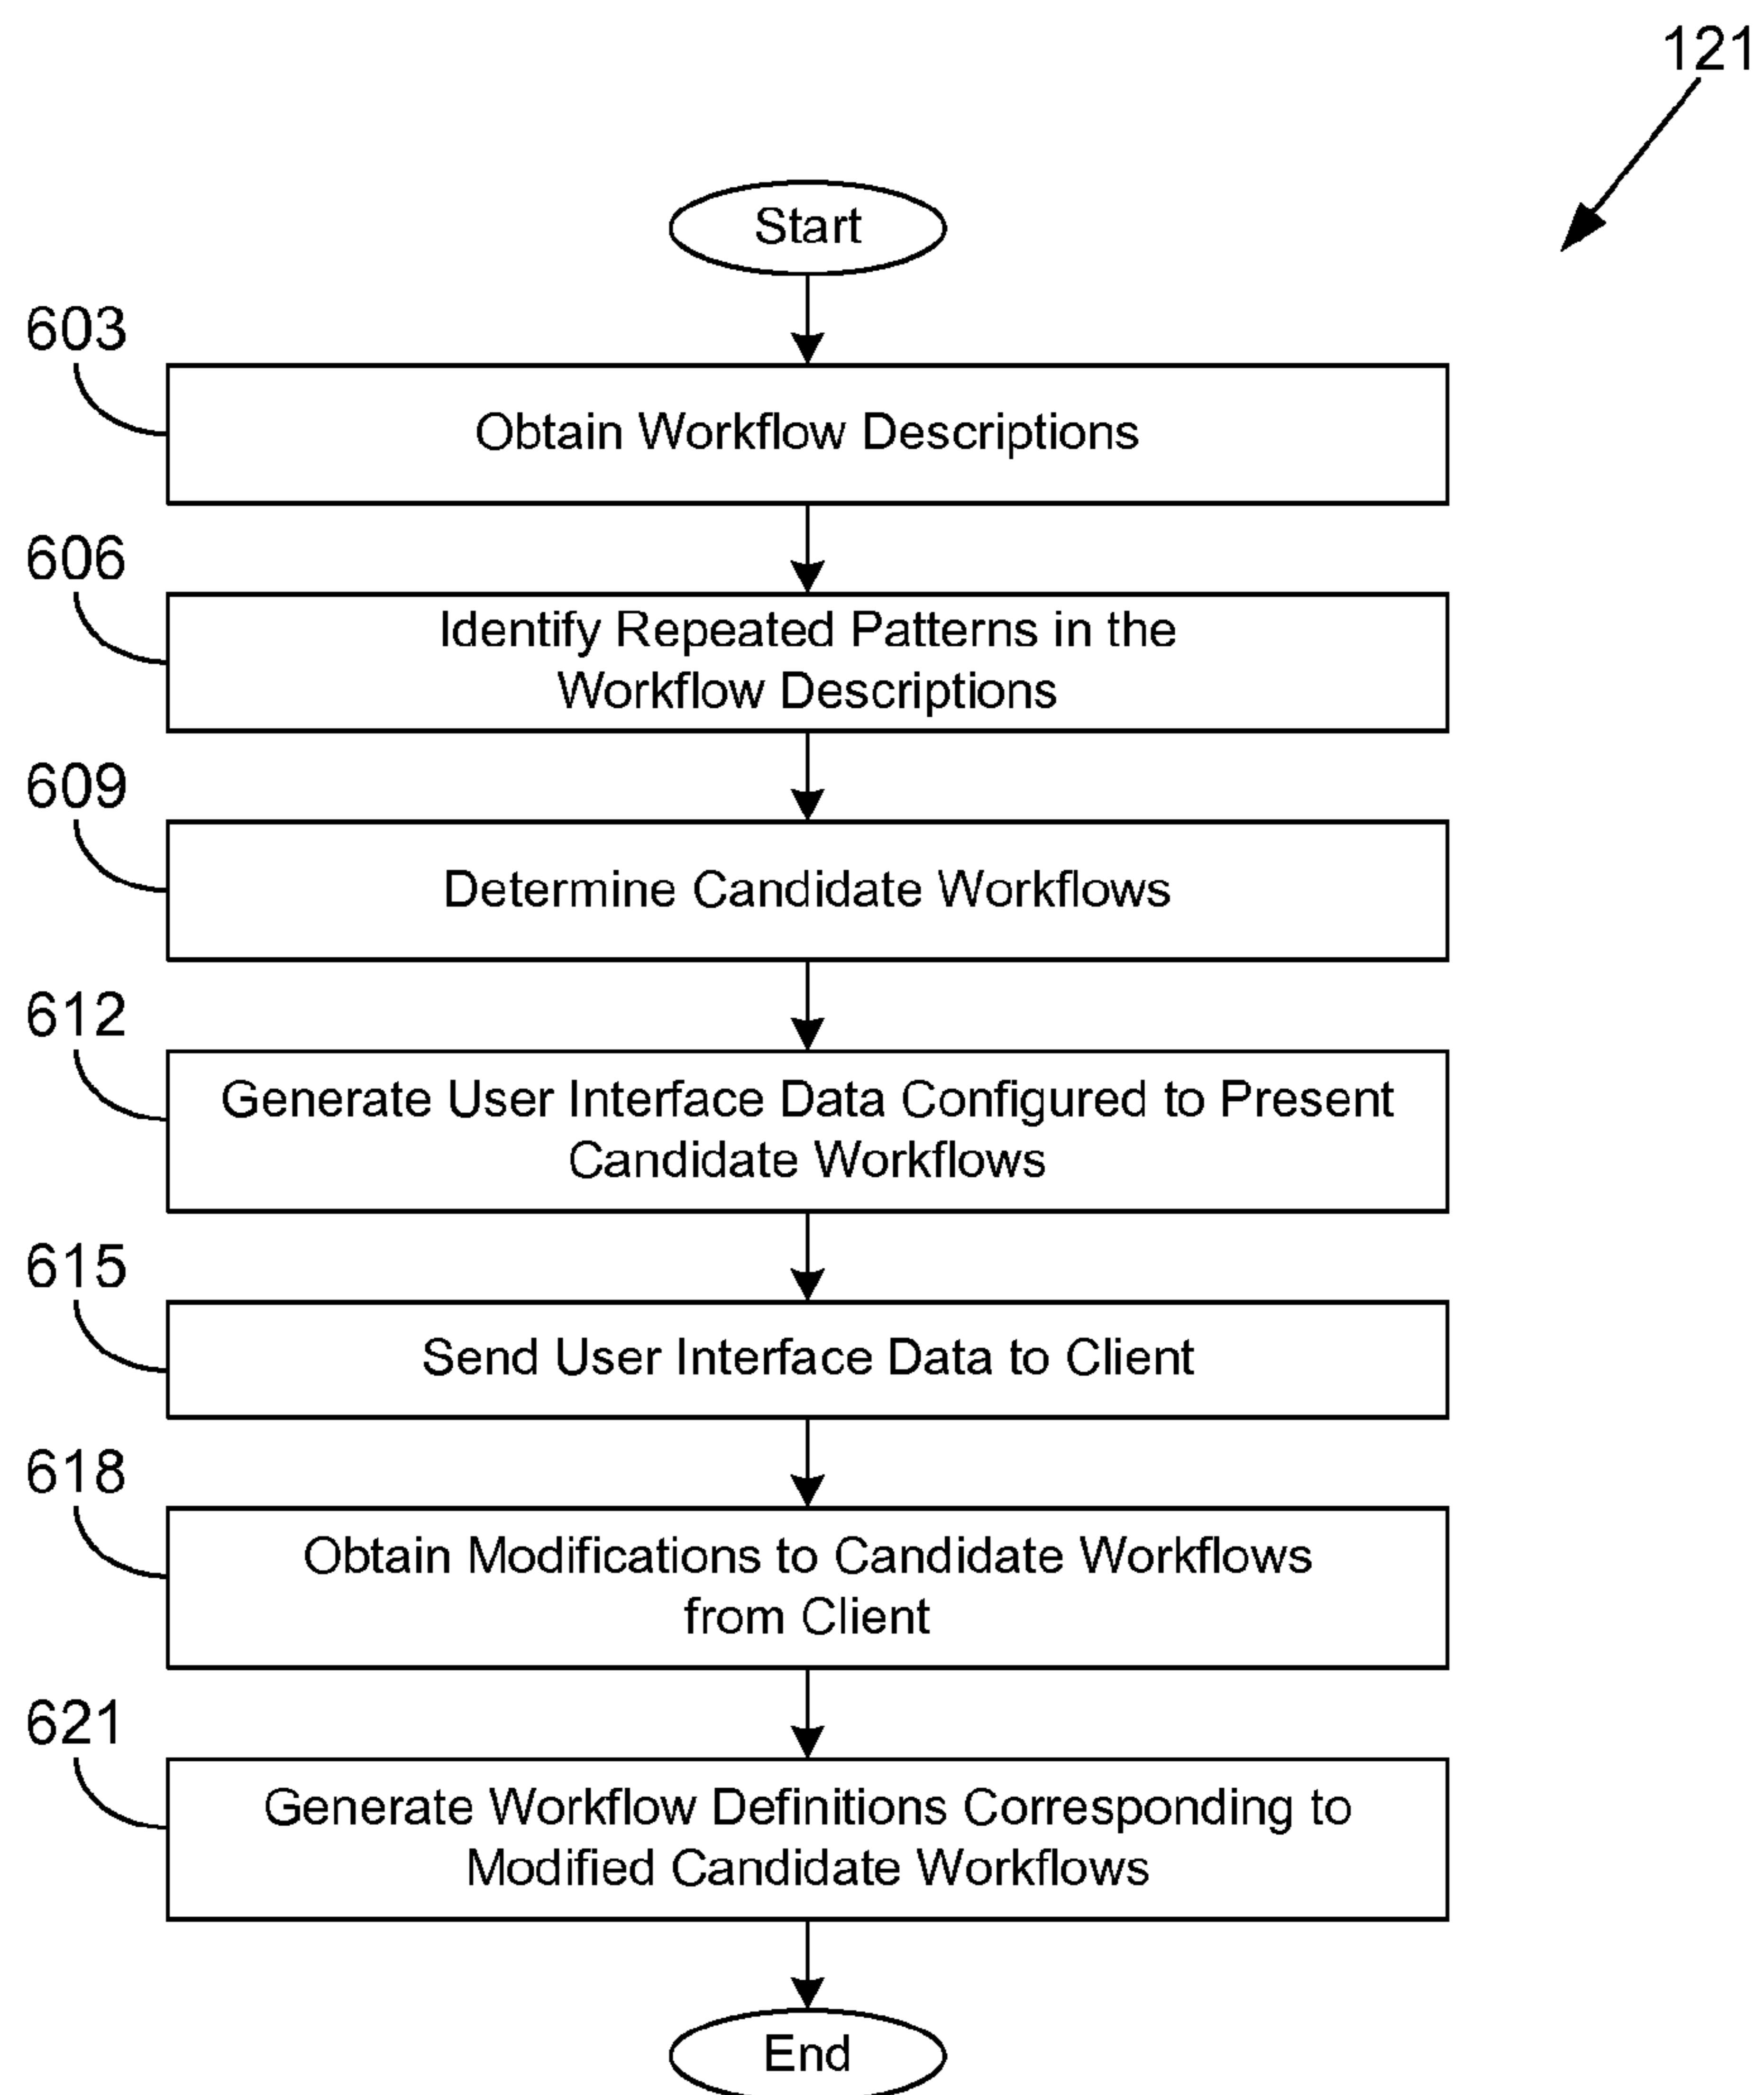 121
Start
603
Obtain Workflow Descriptions
606
Identify Repeated Patterns in the
Workflow Descriptions
609
Determine Candidate Workflows
612
Generate User Interface Data Configured to Present
Candidate Workflows
615
Send User Interface Data to Client
618
Obtain Modifications to Candidate Workflows
from Client
621
Generate Workflow Definitions Corresponding to
Modified Candidate Workflows
End